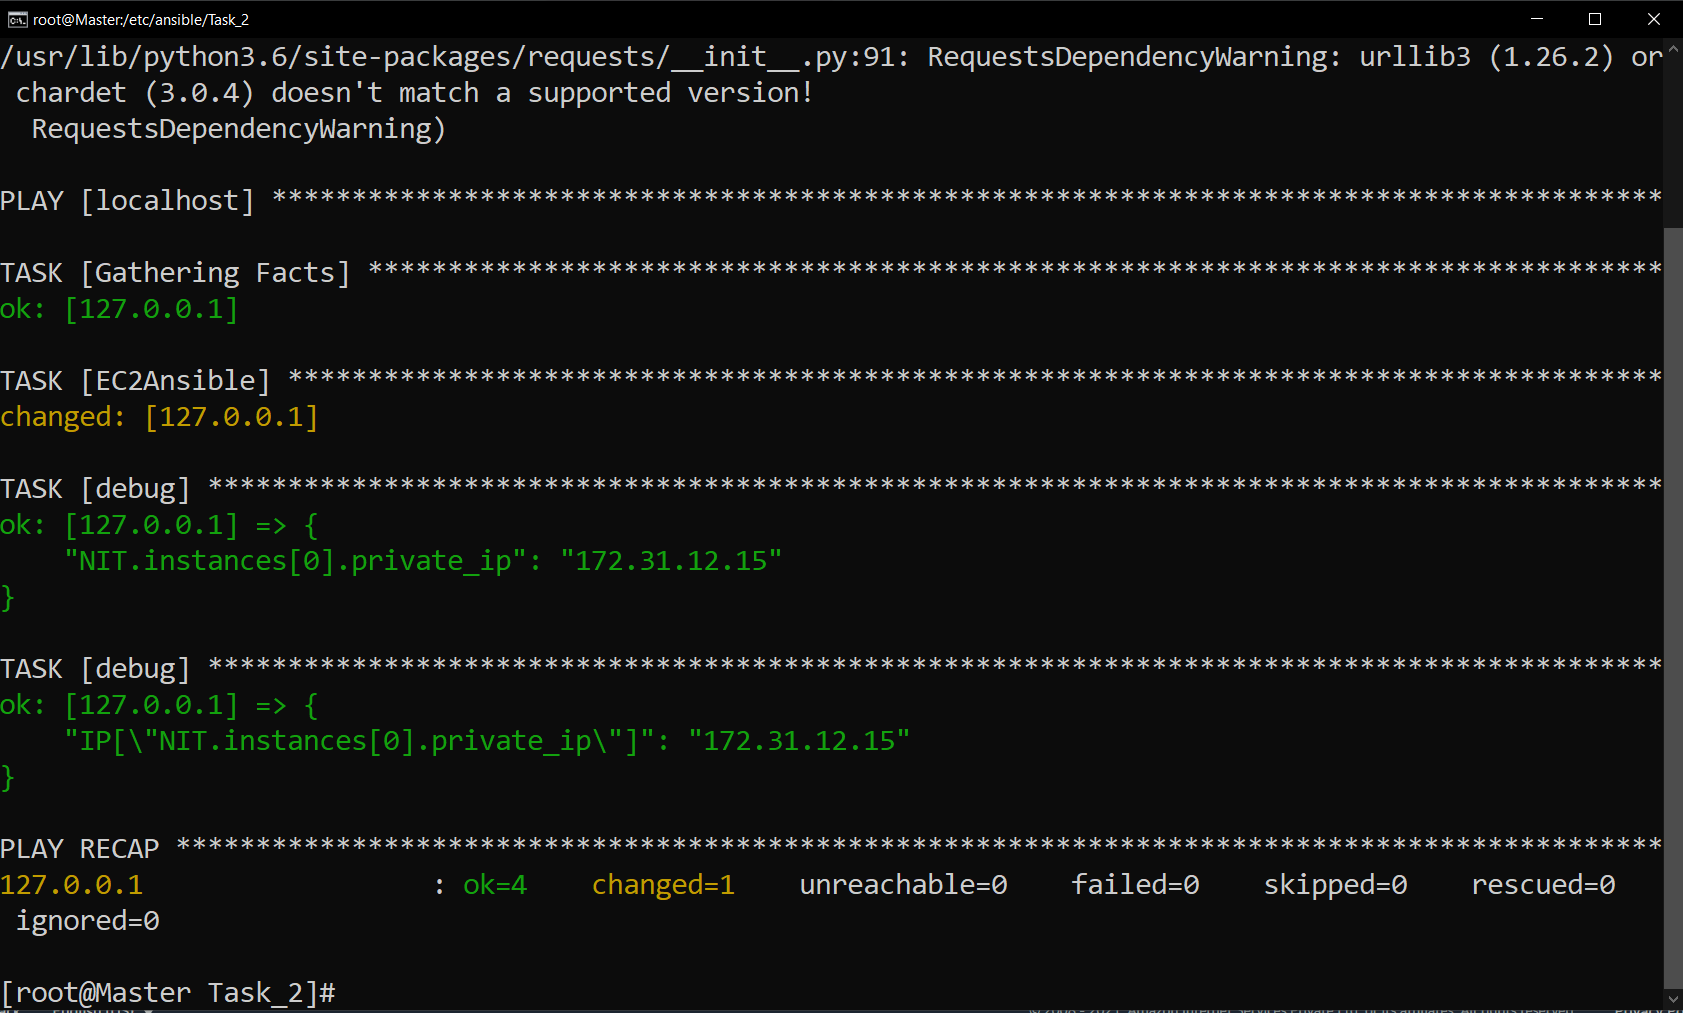 root@Master:/etc/ansible/Task_2
/usr/lib/python3.6/site-packages/requests/__init__.py:91: RequestsDependencyWarning: urllib3 (1.26.2) or
 chardet (3.0.4) doesn't match a supported version!
  RequestsDependencyWarning)
PLAY [localhost] ***************************************************************************************
TASK [Gathering Facts] *********************************************************************************
ok: [127.0.0.1]
TASK [EC2Ansible] **************************************************************************************
changed: [127.0.0.1]
TASK [debug] *******************************************************************************************
ok: [127.0.0.1] => {
    "NIT.instances[0].private_ip": "172.31.12.15"
}
TASK [debug] *******************************************************************************************
ok: [127.0.0.1] => {
    "IP[\"NIT.instances[0].private_ip\"]": "172.31.12.15"
}
PLAY RECAP *********************************************************************************************
127.0.0.1                  : ok=4    changed=1    unreachable=0    failed=0    skipped=0    rescued=0
 ignored=0
[root@Master Task_2]#